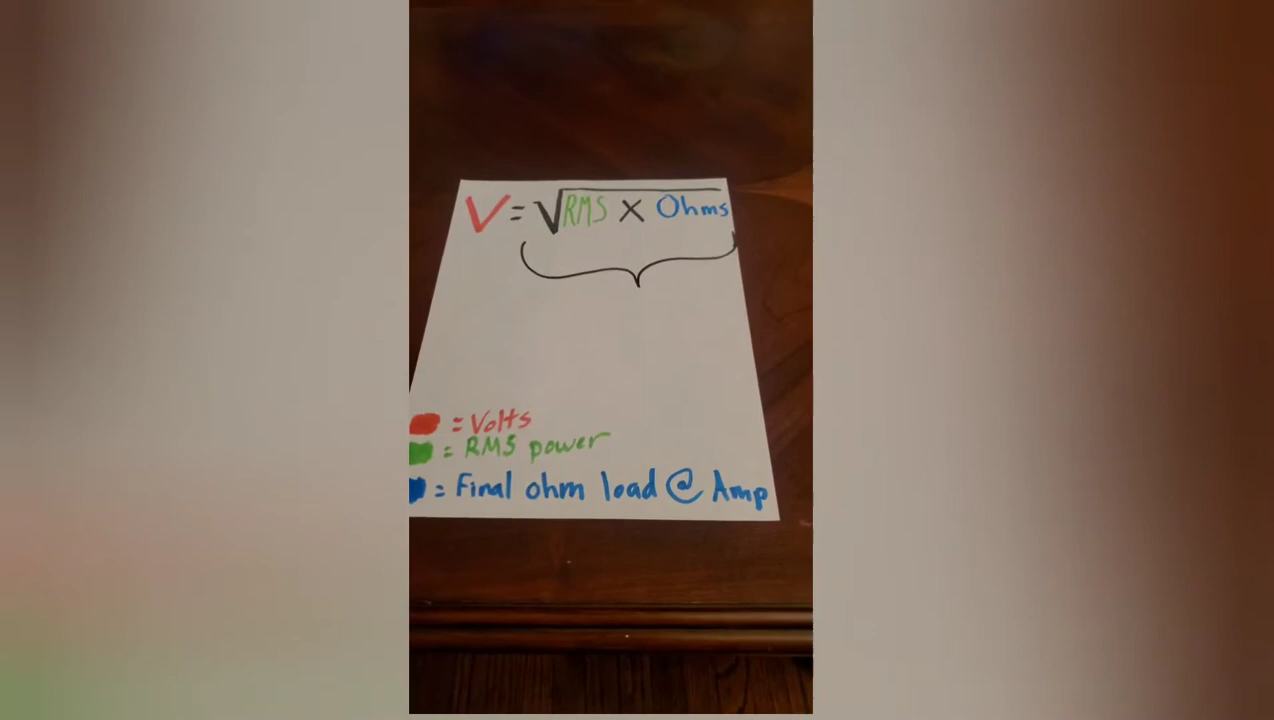 V = √RMS X Ohms
= Volts
= RMS power
= Final ohm load @ Amp